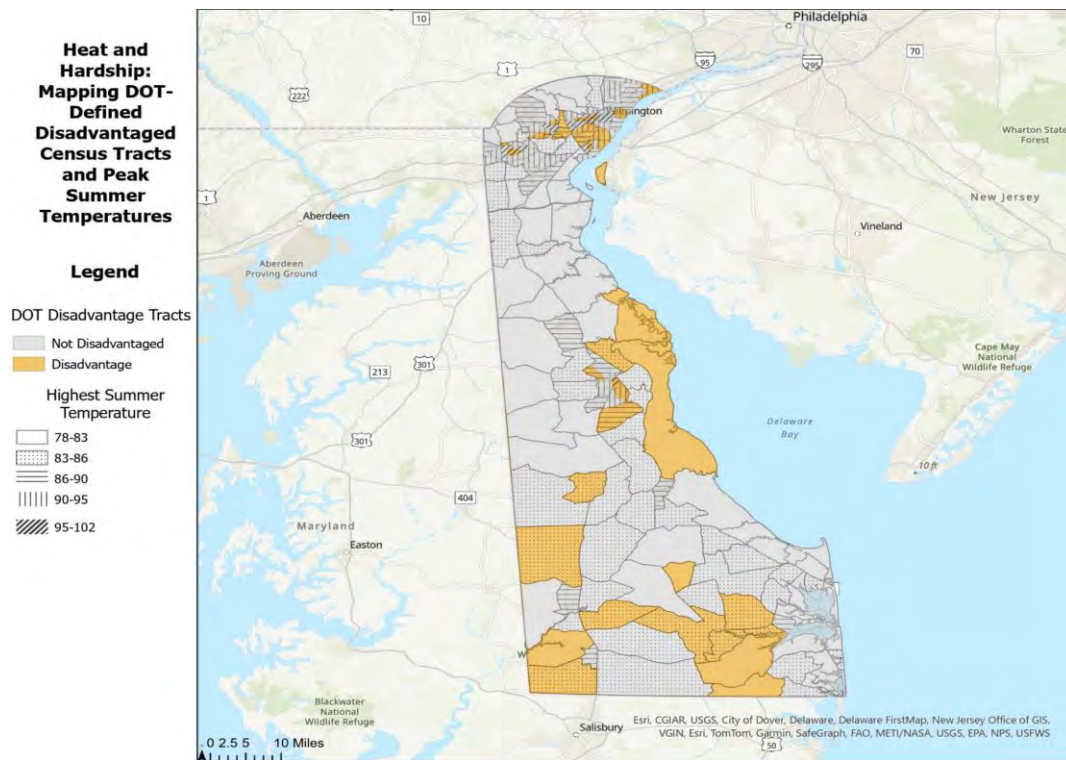 Heat and
Hardship:
Mapping DOT-
Defined
Disadvantaged
Census Tracts
and Peak
Summer
Temperatures
Legend
DOT Disadvantage Tracts
Not Disadvantaged
Disadvantage
Highest Summer
Temperature
78-83
83-86
86-90
90-95
95-102
10
Philadelphia
1
95
295
70
222
Wilmington
Wharton State
Forest
New Jersey
1
Aberdeen
Vineland
Aberdeen
Proving Ground
Cape May
National
Wildlife Refuge
301
213
Delaware
Bay
301
10 ft
404
Maryland
Easton
W
Blackwater
National
Wildlife Refuge
Salisbury
50
Esri, CGIAR, USGS, City of Dover, Delaware, Delaware FirstMap, New Jersey Office of GIS,
VGIN, Esri, TomTom, Garmin, SafeGraph, FAO, METI/NASA, USGS, EPA, NPS, USFWS
0 2.5 5 10 Miles